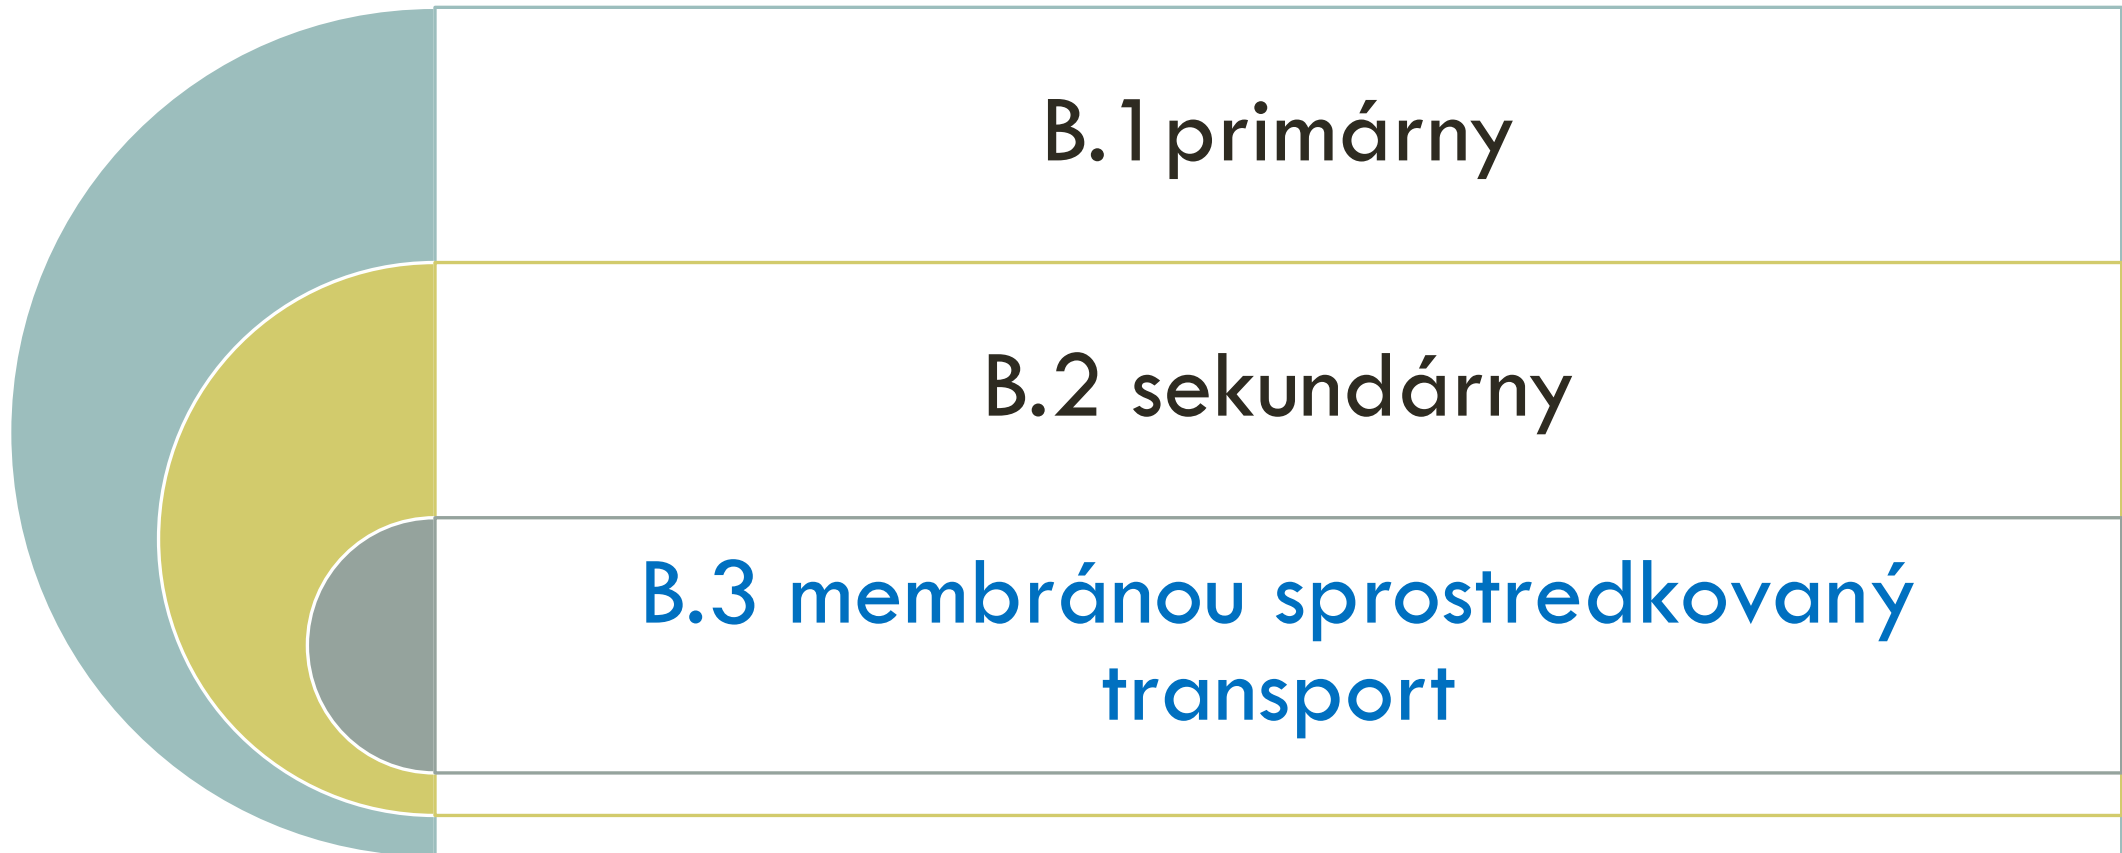 B.1primárny
B.2 sekundárny
B.3 membránou sprostredkovaný
transport